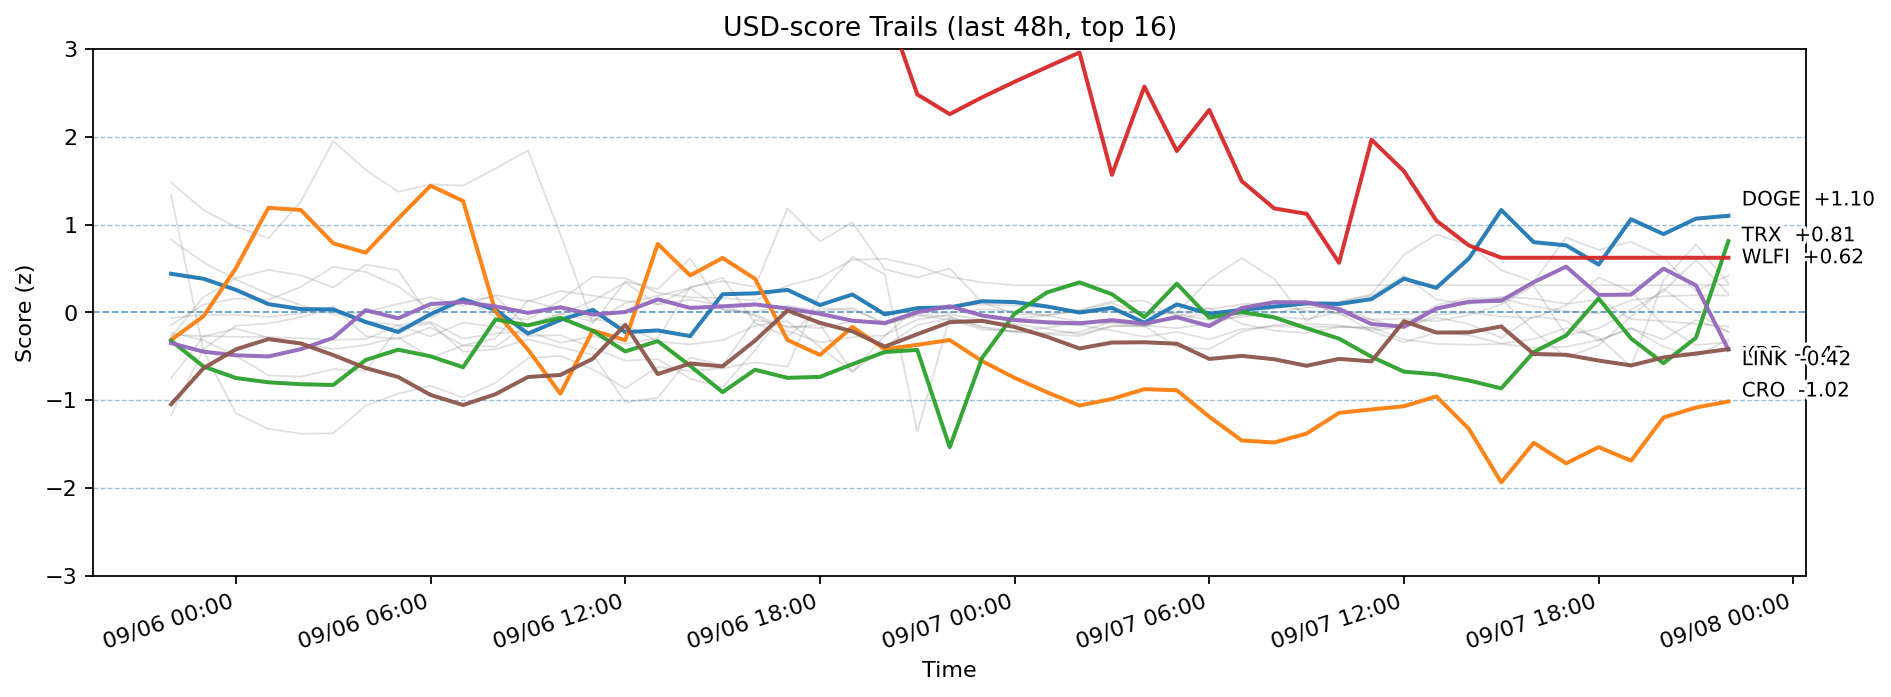 USD-score Trails (last 48h, top 16)
Score (z)
3
2
1
0
−1
−2
−3
DOGE +1.10
TRX +0.81
WLFI +0.62
LINK -0.42
CRO -1.02
09/06 00:00
09/06 06:00
09/06 12:00
09/06 18:00
09/07 00:00
09/07 06:00
09/07 12:00
09/07 18:00
09/08 00:00
Time